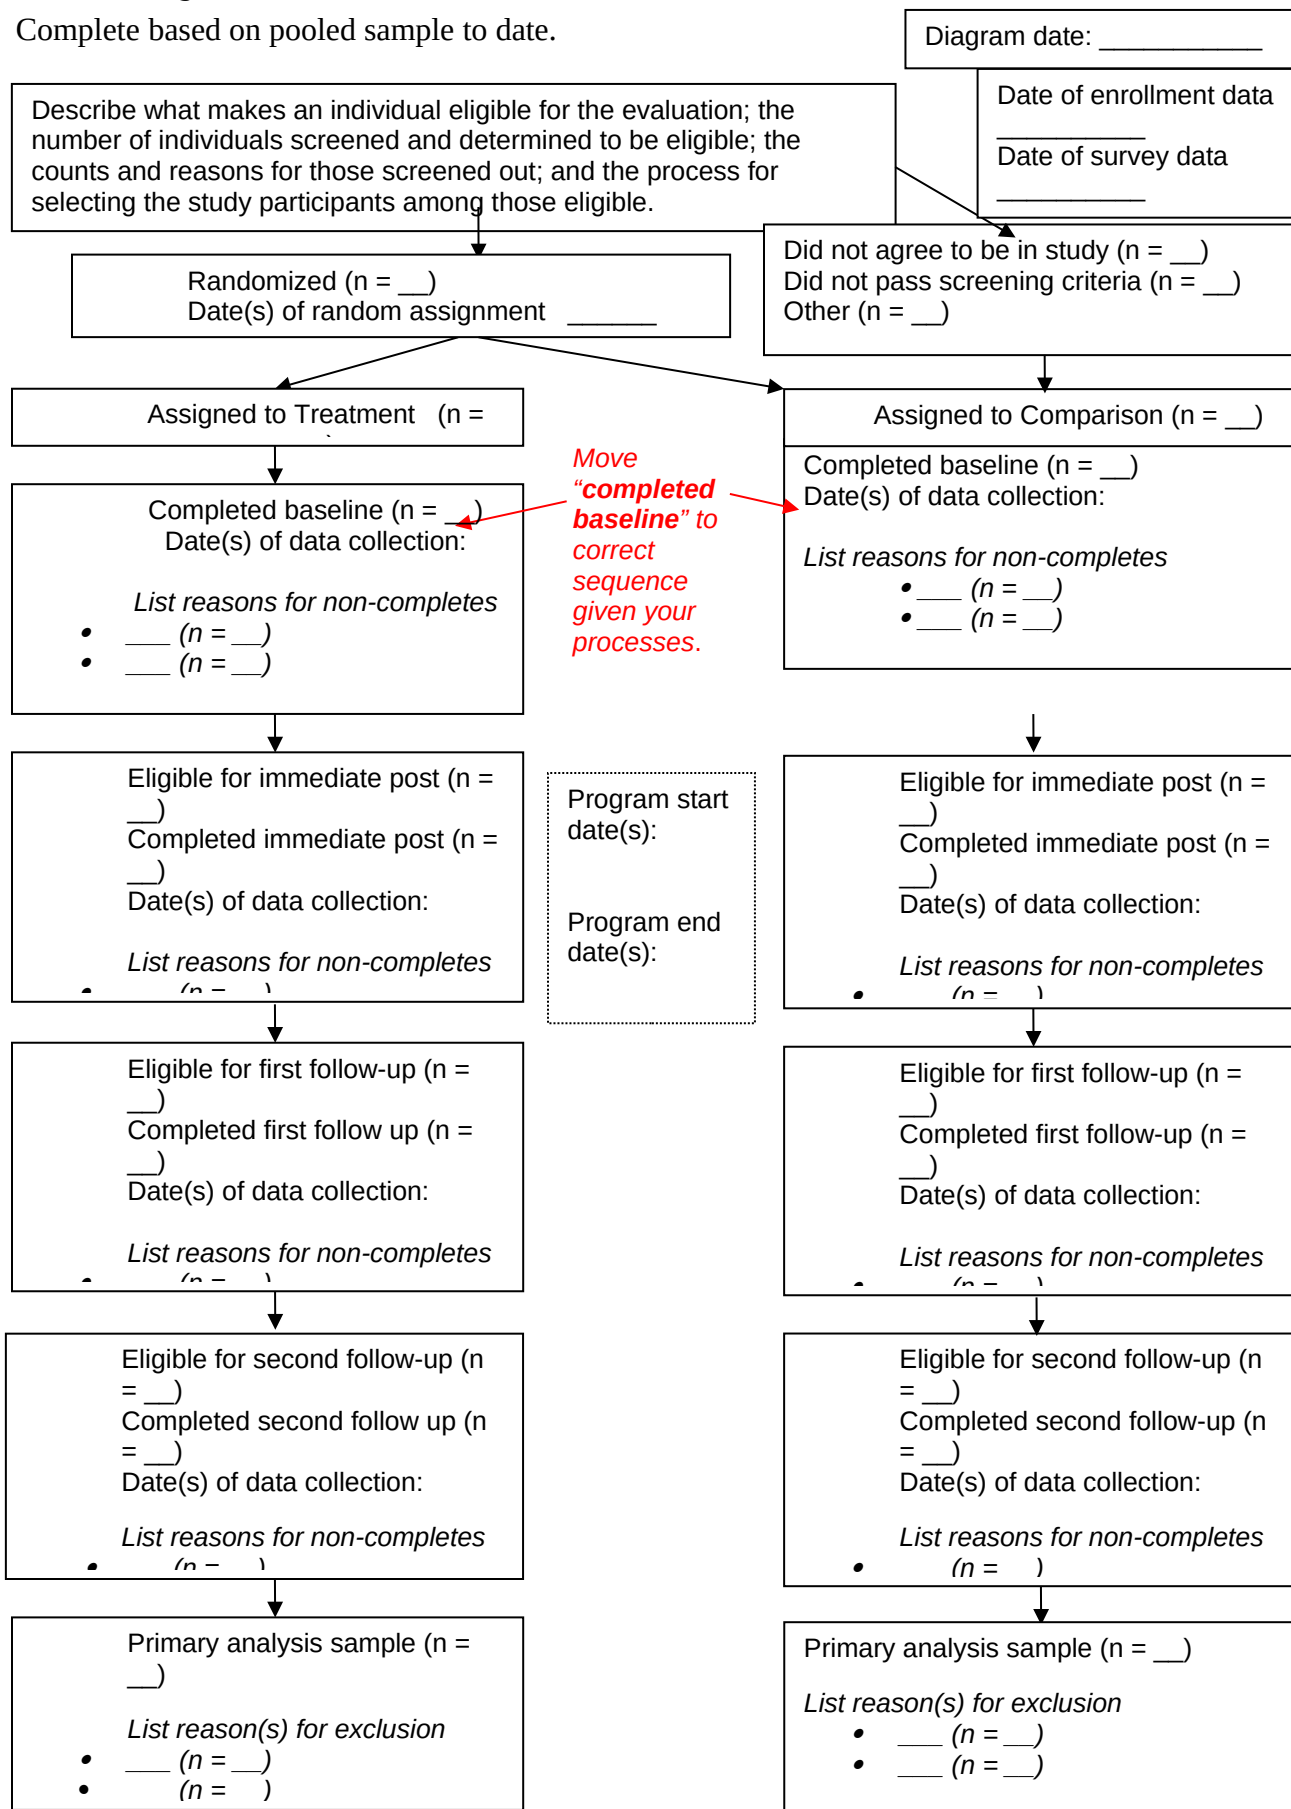 Complete based on pooled sample to date.
Diagram date: ___________
Date of enrollment data
__________
Date of survey data
__________
Describe what makes an individual eligible for the evaluation; the
number of individuals screened and determined to be eligible; the
counts and reasons for those screened out; and the process for
selecting the study participants among those eligible.
Did not agree to be in study (n = __)
Did not pass screening criteria (n = __)
Other (n = __)
Randomized (n = __)
Date(s) of random assignment ______
Assigned to Treatment (n =
Assigned to Comparison (n = __)
Completed baseline (n = __)
Date(s) of data collection:
List reasons for non-completes
• ___ (n = __)
• ___ (n = __)
Move
“completed
baseline” to
correct
sequence
given your
processes.
Completed baseline (n = __)
Date(s) of data collection:
List reasons for non-completes
• ___ (n = __)
• ___ (n = __)
Eligible for immediate post (n =
__)
Completed immediate post (n =
__)
Date(s) of data collection:
List reasons for non-completes
• (n = __)
Program start
date(s):
Program end
date(s):
Eligible for immediate post (n =
__)
Completed immediate post (n =
__)
Date(s) of data collection:
List reasons for non-completes
• (n = __)
Eligible for first follow-up (n =
__)
Completed first follow up (n =
__)
Date(s) of data collection:
List reasons for non-completes
• (n = __)
Eligible for first follow-up (n =
__)
Completed first follow-up (n =
__)
Date(s) of data collection:
List reasons for non-completes
• (n = __)
Eligible for second follow-up (n
= __)
Completed second follow up (n
= __)
Date(s) of data collection:
List reasons for non-completes
• (n = __)
Eligible for second follow-up (n
= __)
Completed second follow-up (n
= __)
Date(s) of data collection:
List reasons for non-completes
• (n = __)
Primary analysis sample (n =
__)
List reason(s) for exclusion
• ___ (n = __)
• (n = __)
Primary analysis sample (n = __)
List reason(s) for exclusion
• ___ (n = __)
• ___ (n = __)